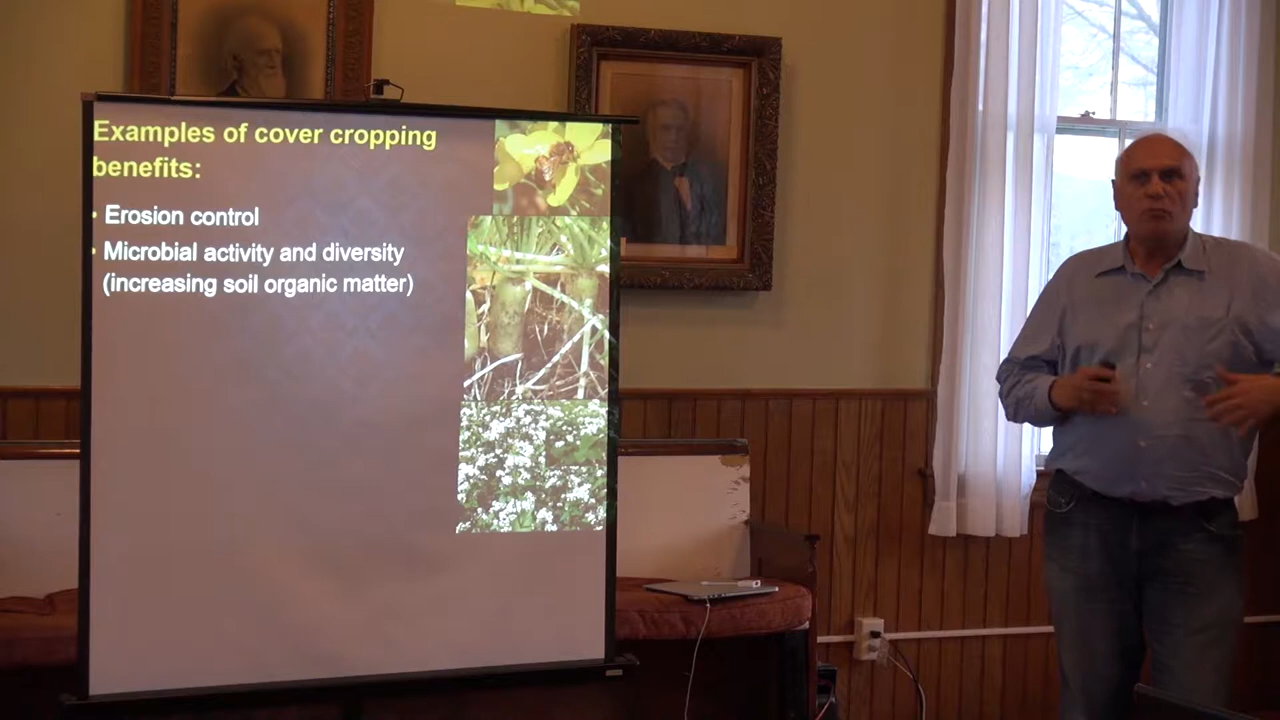 Examples of cover cropping
benefits:
• Erosion control
• Microbial activity and diversity
(increasing soil organic matter)